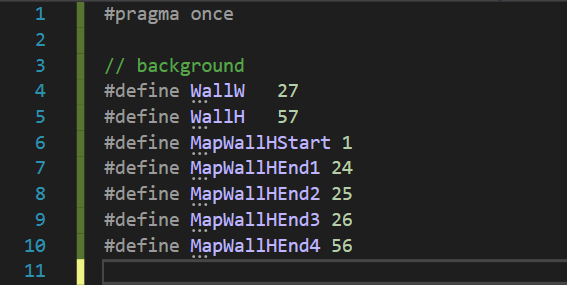 1 #pragma once
2
3 // background
4 #define WallW   27
5 #define WallH   57
6 #define MapWallHStart 1
7 #define MapWallHEnd1 24
8 #define MapWallHEnd2 25
9 #define MapWallHEnd3 26
10 #define MapWallHEnd4 56
11